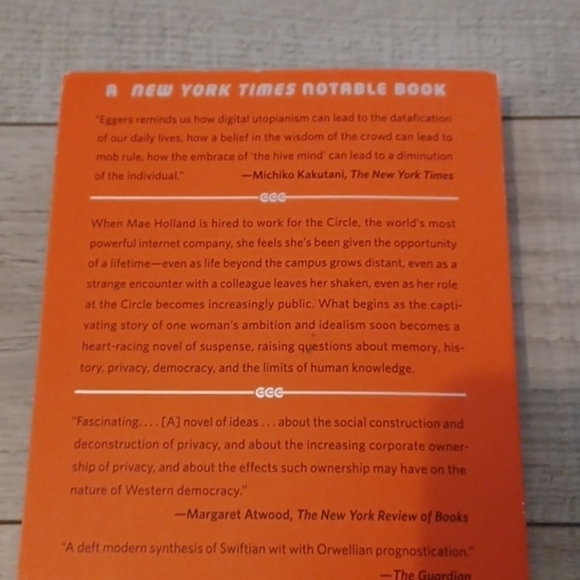 A NEW YORK TIMES NOTABLE BOOK
"Eggers reminds us how digital utopianism can lead to the datafication
of our daily lives, how a belief in the wisdom of the crowd can lead to
mob rule, how the embrace of 'the hive mind' can lead to a diminution
of the individual." —Michiko Kakutani, The New York Times
When Mae Holland is hired to work for the Circle, the world's most
powerful internet company, she feels she's been given the opportunity
of a lifetime—even as life beyond the campus grows distant, even as a
strange encounter with a colleague leaves her shaken, even as her role
at the Circle becomes increasingly public. What begins as the capti-
vating story of one woman's ambition and idealism soon becomes a
heart-racing novel of suspense, raising questions about memory, his-
tory, privacy, democracy, and the limits of human knowledge.
"Fascinating. . . . [A] novel of ideas . . . about the social construction and
deconstruction of privacy, and about the increasing corporate owner-
ship of privacy, and about the effects such ownership may have on the
nature of Western democracy."
—Margaret Atwood, The New York Review of Books
"A deft modern synthesis of Swiftian wit with Orwellian prognostication."
—The Guardian